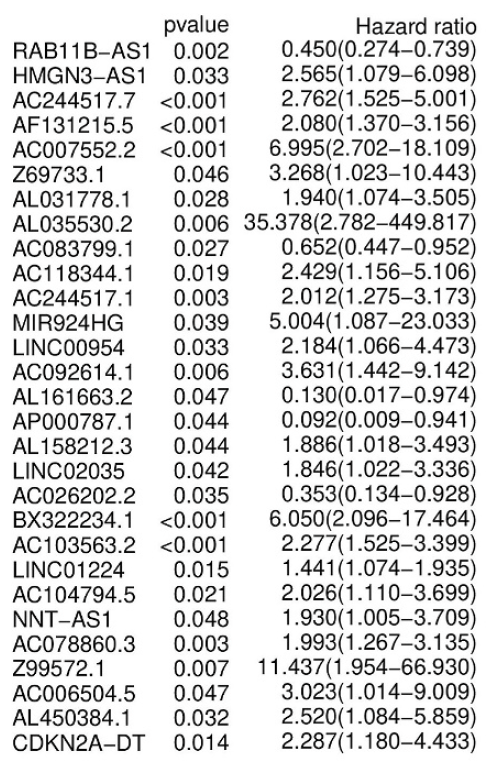 pvalue Hazard ratio
RAB11B−AS1 0.002 0.450(0.274−0.739)
HMGN3−AS1 0.033 2.565(1.079−6.098)
AC244517.7 <0.001 2.762(1.525−5.001)
AF131215.5 <0.001 2.080(1.370−3.156)
AC007552.2 <0.001 6.995(2.702−18.109)
Z69733.1 0.046 3.268(1.023−10.443)
AL031778.1 0.028 1.940(1.074−3.505)
AL035530.2 0.006 35.378(2.782−449.817)
AC083799.1 0.027 0.652(0.447−0.952)
AC118344.1 0.019 2.429(1.156−5.106)
AC244517.1 0.003 2.012(1.275−3.173)
MIR924HG 0.039 5.004(1.087−23.033)
LINC00954 0.033 2.184(1.066−4.473)
AC092614.1 0.006 3.631(1.442−9.142)
AL161663.2 0.047 0.130(0.017−0.974)
AP000787.1 0.044 0.092(0.009−0.941)
AL158212.3 0.044 1.886(1.018−3.493)
LINC02035 0.042 1.846(1.022−3.336)
AC026202.2 0.035 0.353(0.134−0.928)
BX322234.1 <0.001 6.050(2.096−17.464)
AC103563.2 <0.001 2.277(1.525−3.399)
LINC01224 0.015 1.441(1.074−1.935)
AC104794.5 0.021 2.026(1.110−3.699)
NNT−AS1 0.048 1.930(1.005−3.709)
AC078860.3 0.003 1.993(1.267−3.135)
Z99572.1 0.007 11.437(1.954−66.930)
AC006504.5 0.047 3.023(1.014−9.009)
AL450384.1 0.032 2.520(1.084−5.859)
CDKN2A−DT 0.014 2.287(1.180−4.433)